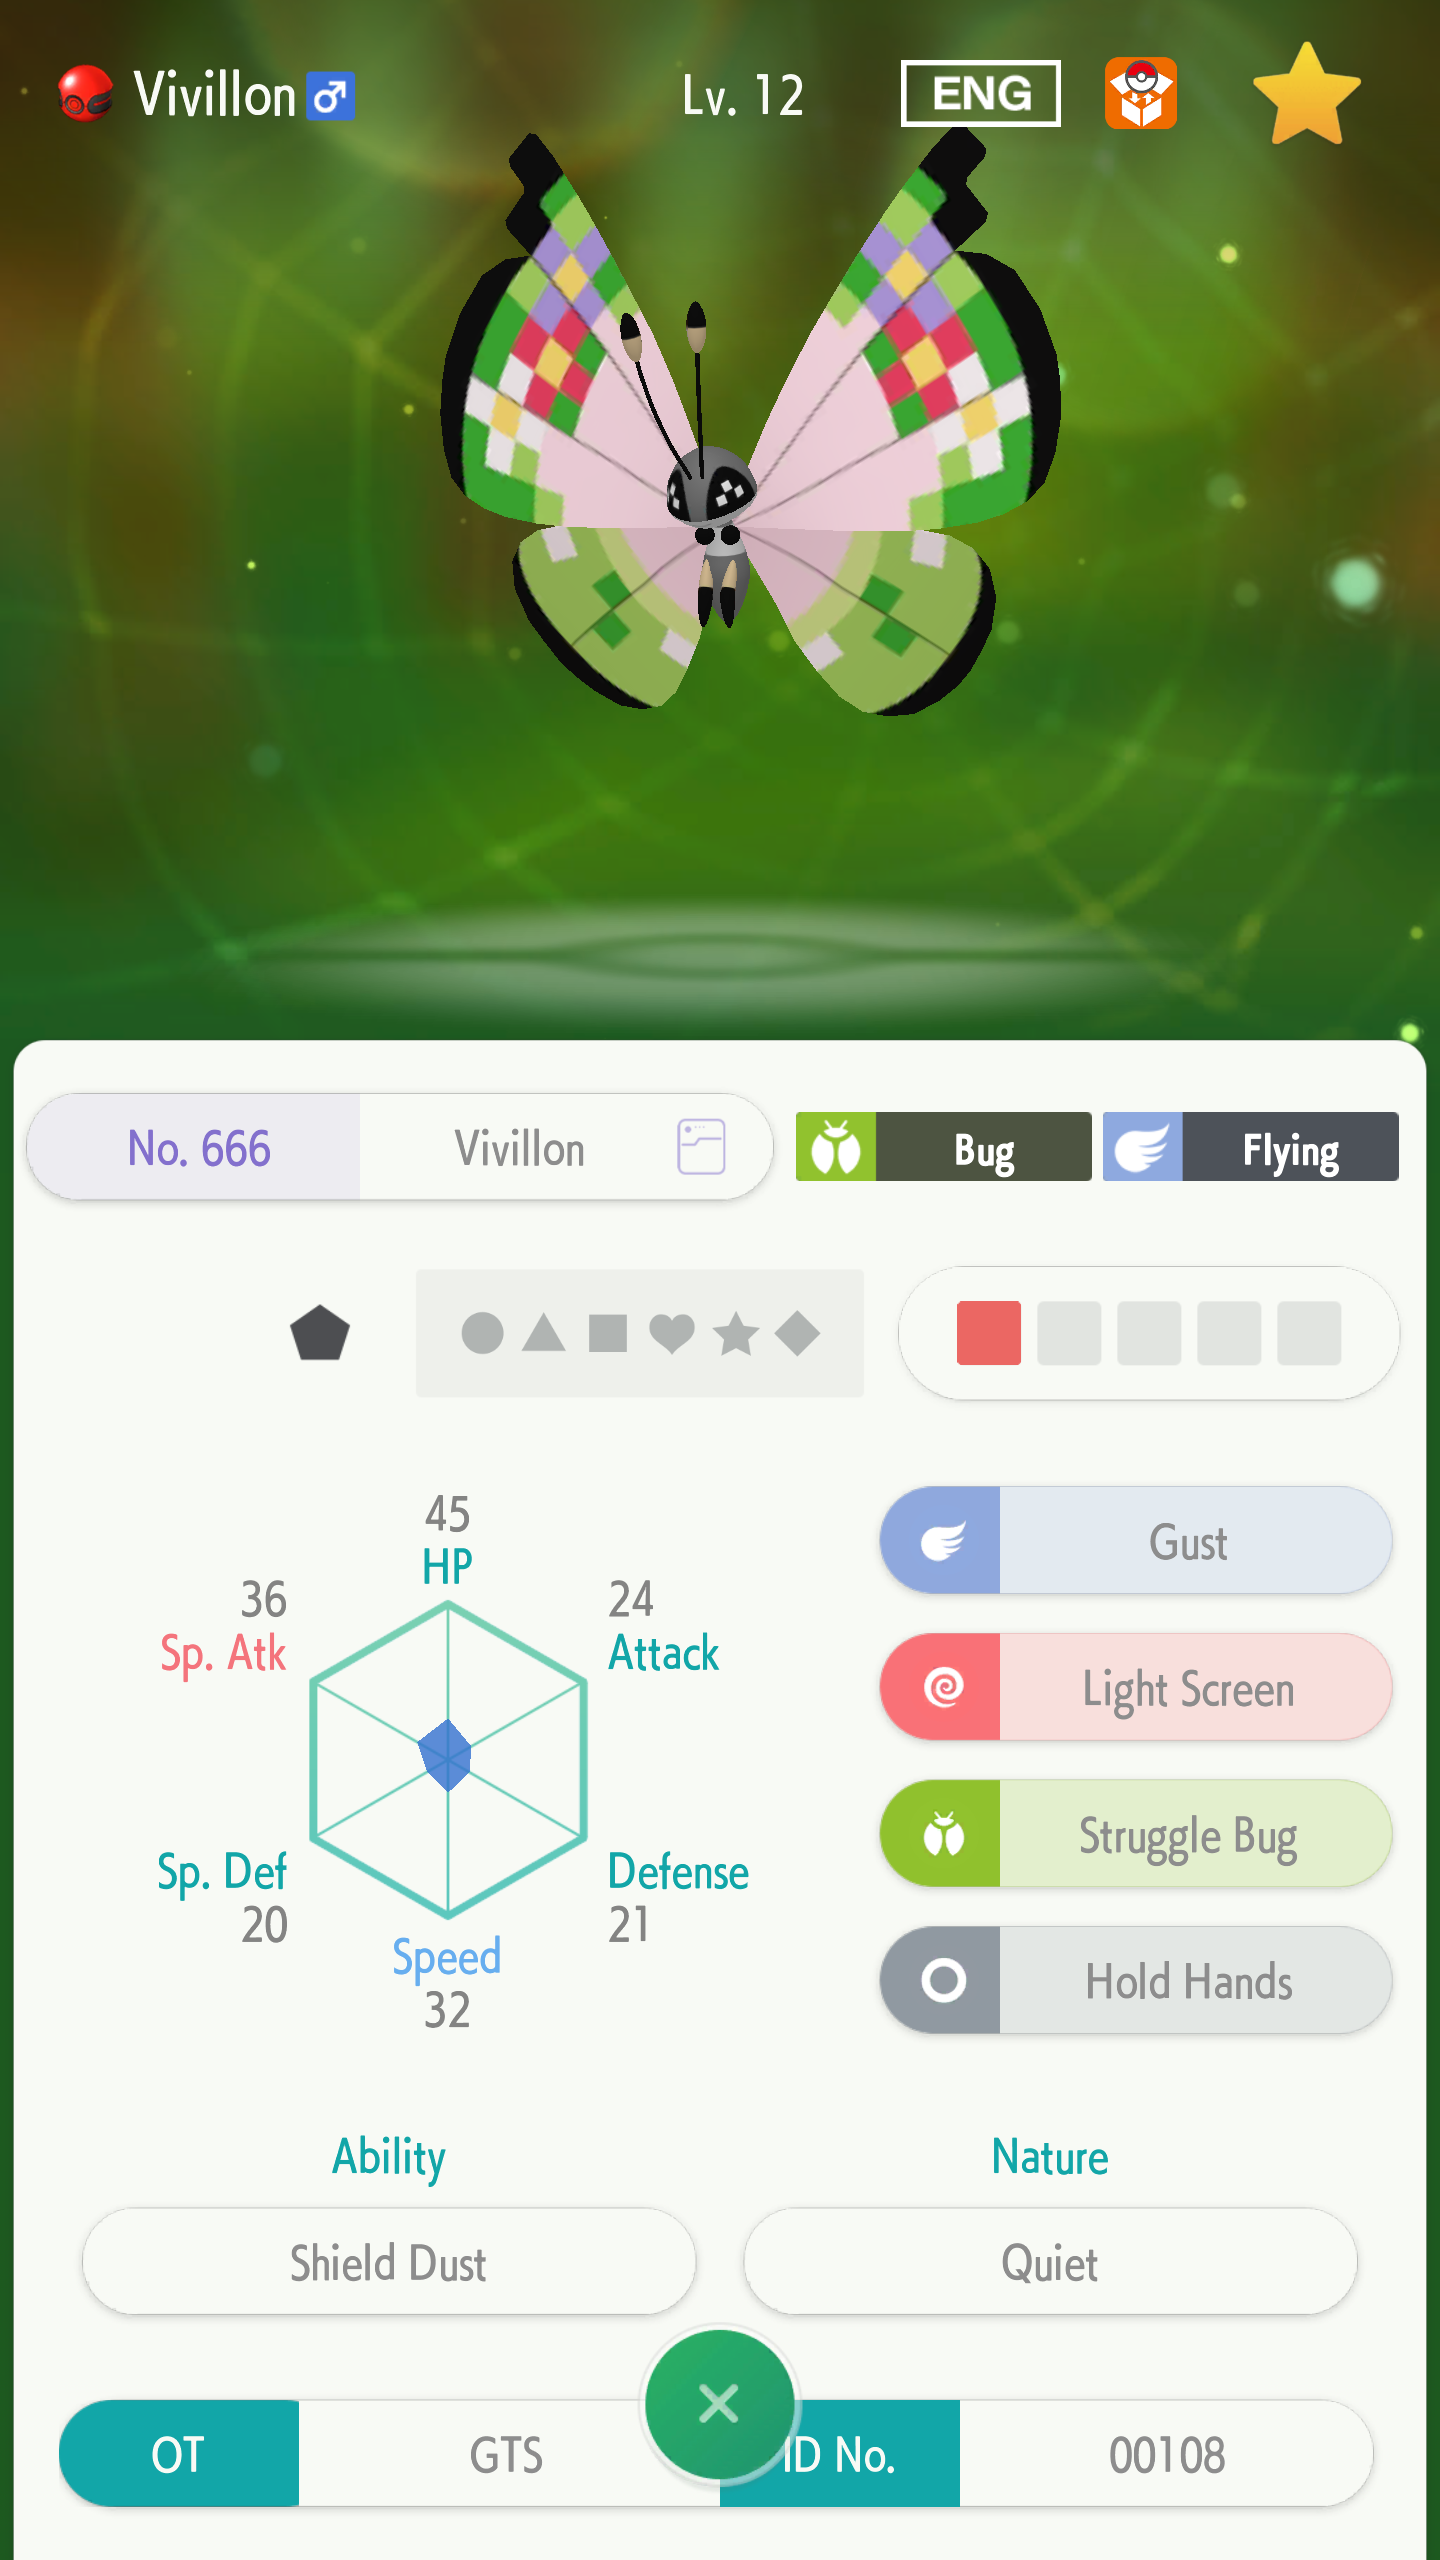 Vivillon ♂ Lv. 12 ENG
No. 666 Vivillon Bug Flying
45
HP
36 24
Sp. Atk Attack
Sp. Def Defense
20 21
Speed
32
Gust
Light Screen
Struggle Bug
Hold Hands
Ability Nature
Shield Dust Quiet
OT GTS ID No. 00108